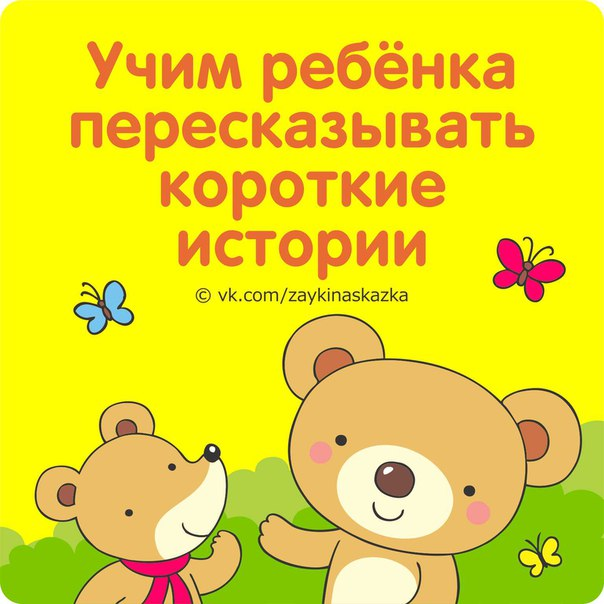 Учим ребёнка
пересказывать
короткие
истории
© vk.com/zaykinaskazka